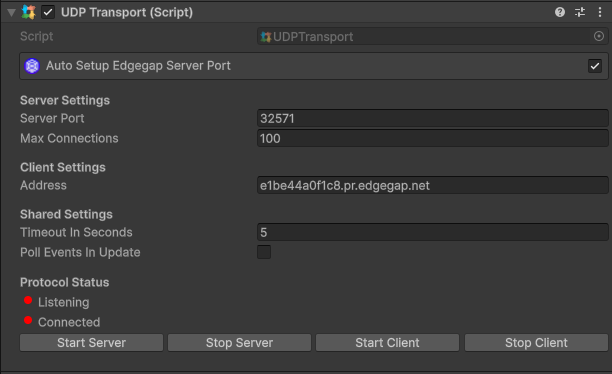 UDP Transport (Script)
Script UDPTransport
Auto Setup Edgegap Server Port
Server Settings
Server Port 32571
Max Connections 100
Client Settings
Address e1be44a0f1c8.pr.edgegap.net
Shared Settings
Timeout In Seconds 5
Poll Events In Update
Protocol Status
Listening
Connected
Start Server Stop Server Start Client Stop Client